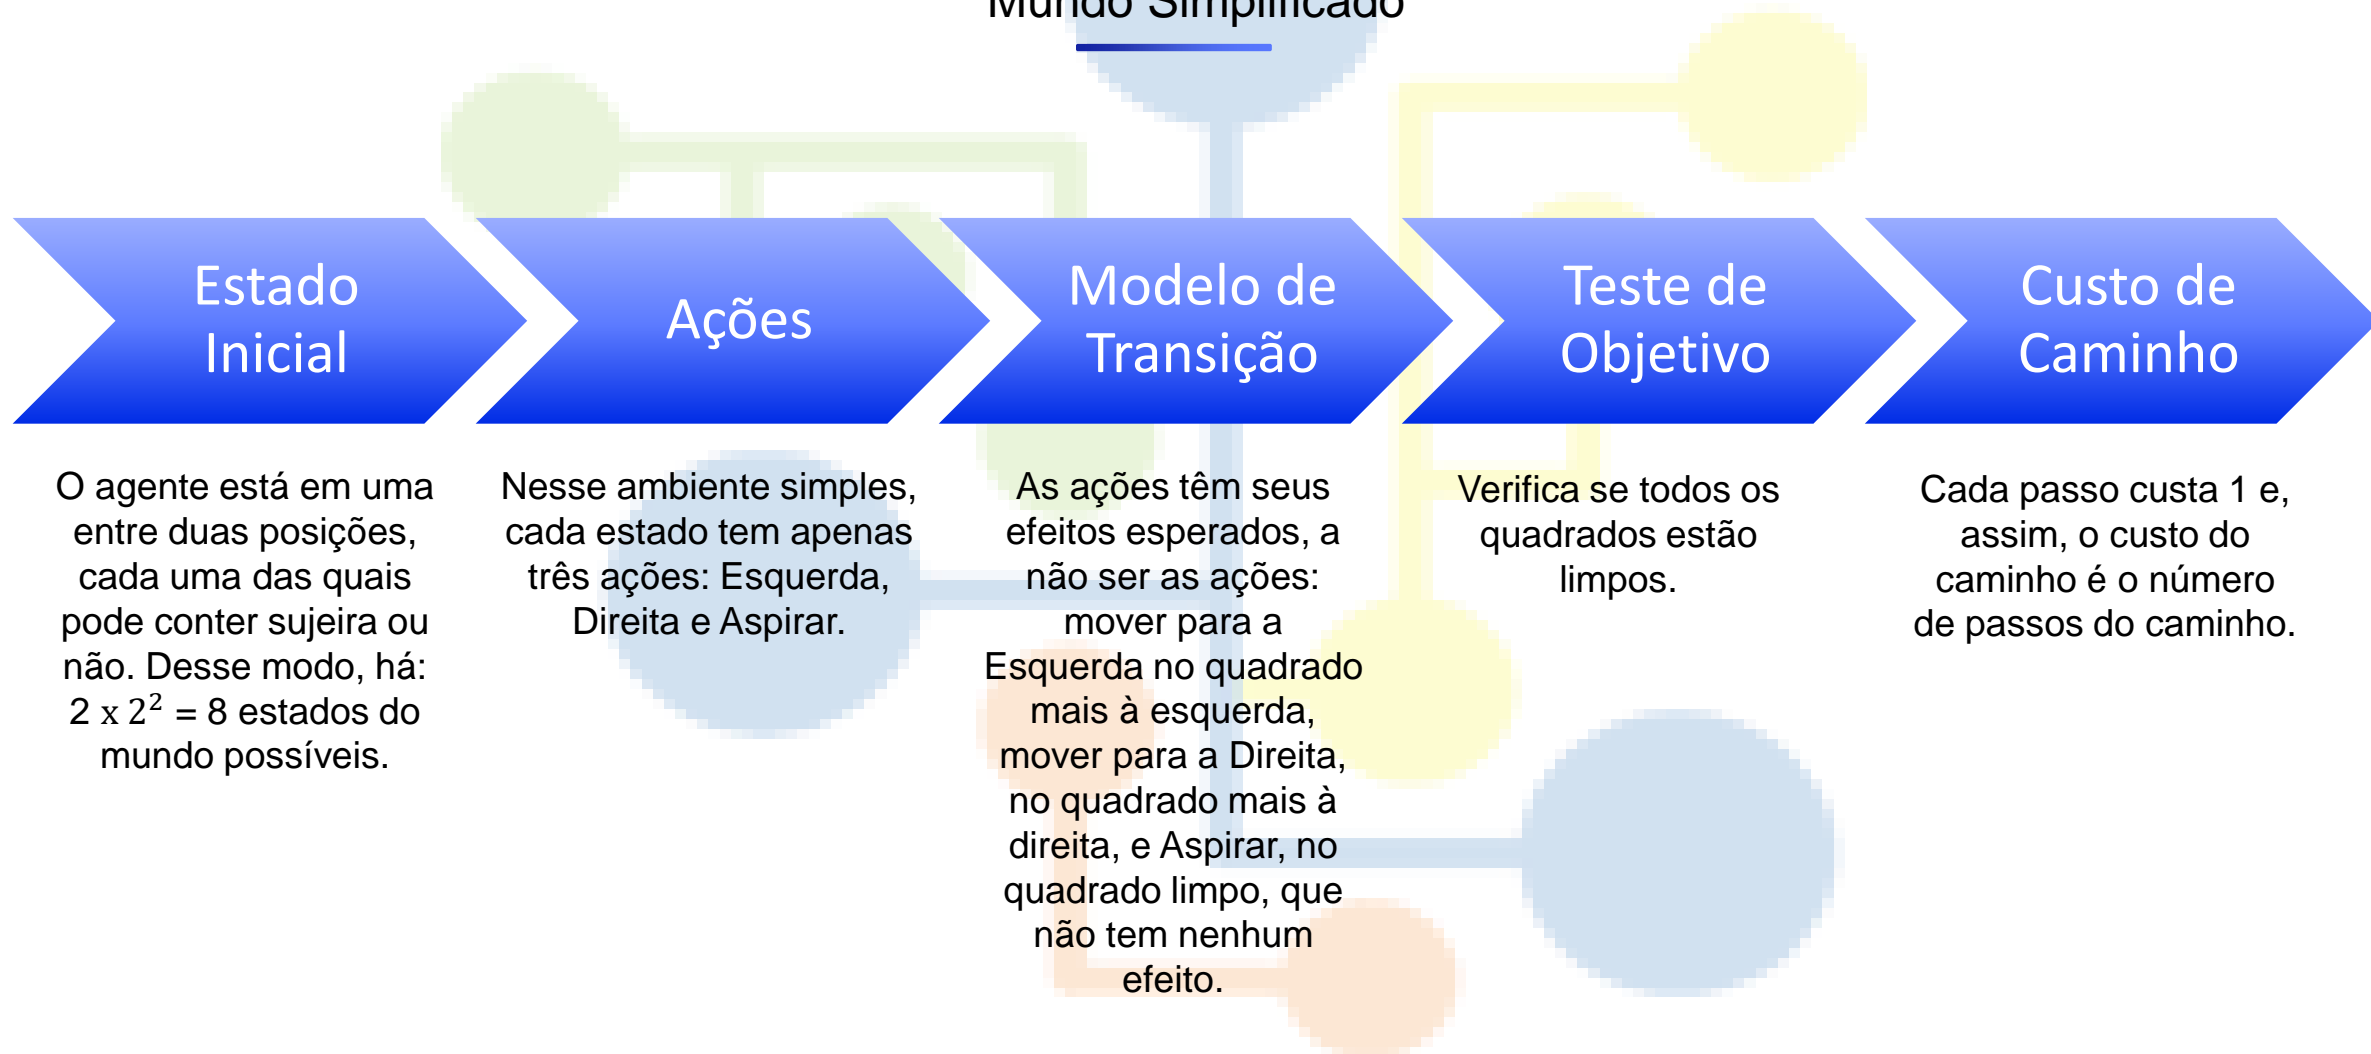 Mundo Simplificado
Estado
Inicial
Ações
Modelo de
Transição
Teste de
Objetivo
Custo de
Caminho
O agente está em uma
entre duas posições,
cada uma das quais
pode conter sujeira ou
não. Desse modo, há:
2 x 2² = 8 estados do
mundo possíveis.
Nesse ambiente simples,
cada estado tem apenas
três ações: Esquerda,
Direita e Aspirar.
As ações têm seus
efeitos esperados, a
não ser as ações:
mover para a
Esquerda no quadrado
mais à esquerda,
mover para a Direita,
no quadrado mais à
direita, e Aspirar, no
quadrado limpo, que
não tem nenhum
efeito.
Verifica se todos os
quadrados estão
limpos.
Cada passo custa 1 e,
assim, o custo do
caminho é o número
de passos do caminho.